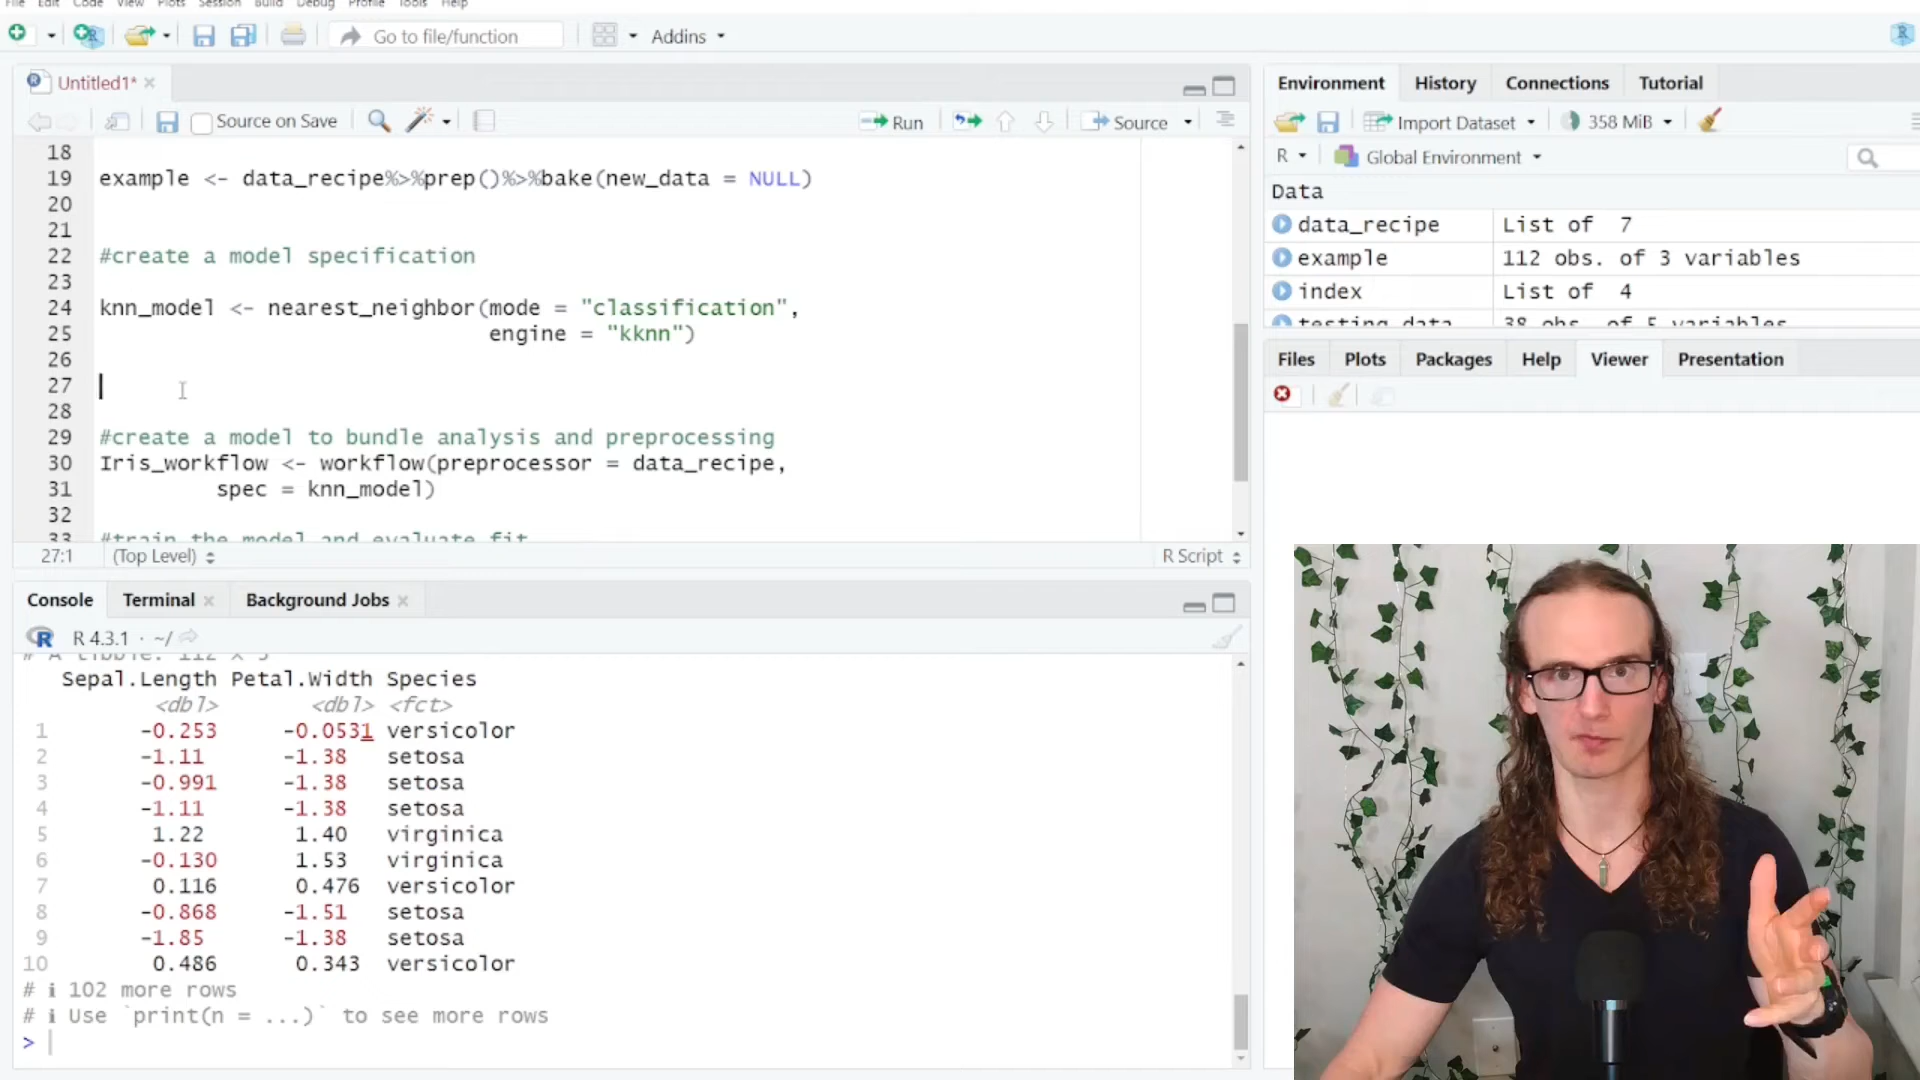 File Edit Code View Plots Session Build Debug Profile Tools Help
Go to file/function
Addins
Untitled1*
Source on Save
Run
Source
18
19 example <- data_recipe%>%prep()%>%bake(new_data = NULL)
20
21
22 #create a model specification
23
24 knn_model <- nearest_neighbor(mode = "classification",
25 engine = "kknn")
26
27
28
29 #create a model to bundle analysis and preprocessing
30 Iris_workflow <- workflow(preprocessor = data_recipe,
31 spec = knn_model)
32
33 #train the model and evaluate fit
27:1 (Top Level) R Script
Console Terminal Background Jobs
R 4.3.1 · ~/
# A tibble: 112 × 3
Sepal.Length Petal.Width Species
<dbl> <dbl> <fct>
1 -0.253 -0.0531 versicolor
2 -1.11 -1.38 setosa
3 -0.991 -1.38 setosa
4 -1.11 -1.38 setosa
5 1.22 1.40 virginica
6 -0.130 1.53 virginica
7 0.116 0.476 versicolor
8 -0.868 -1.51 setosa
9 -1.85 -1.38 setosa
10 0.486 0.343 versicolor
# ℹ 102 more rows
# ℹ Use `print(n = ...)` to see more rows
>
Environment History Connections Tutorial
Import Dataset 358 MiB
R Global Environment
Data
data_recipe List of 7
example 112 obs. of 3 variables
index List of 4
testing_data 38 obs. of 5 variables
Files Plots Packages Help Viewer Presentation